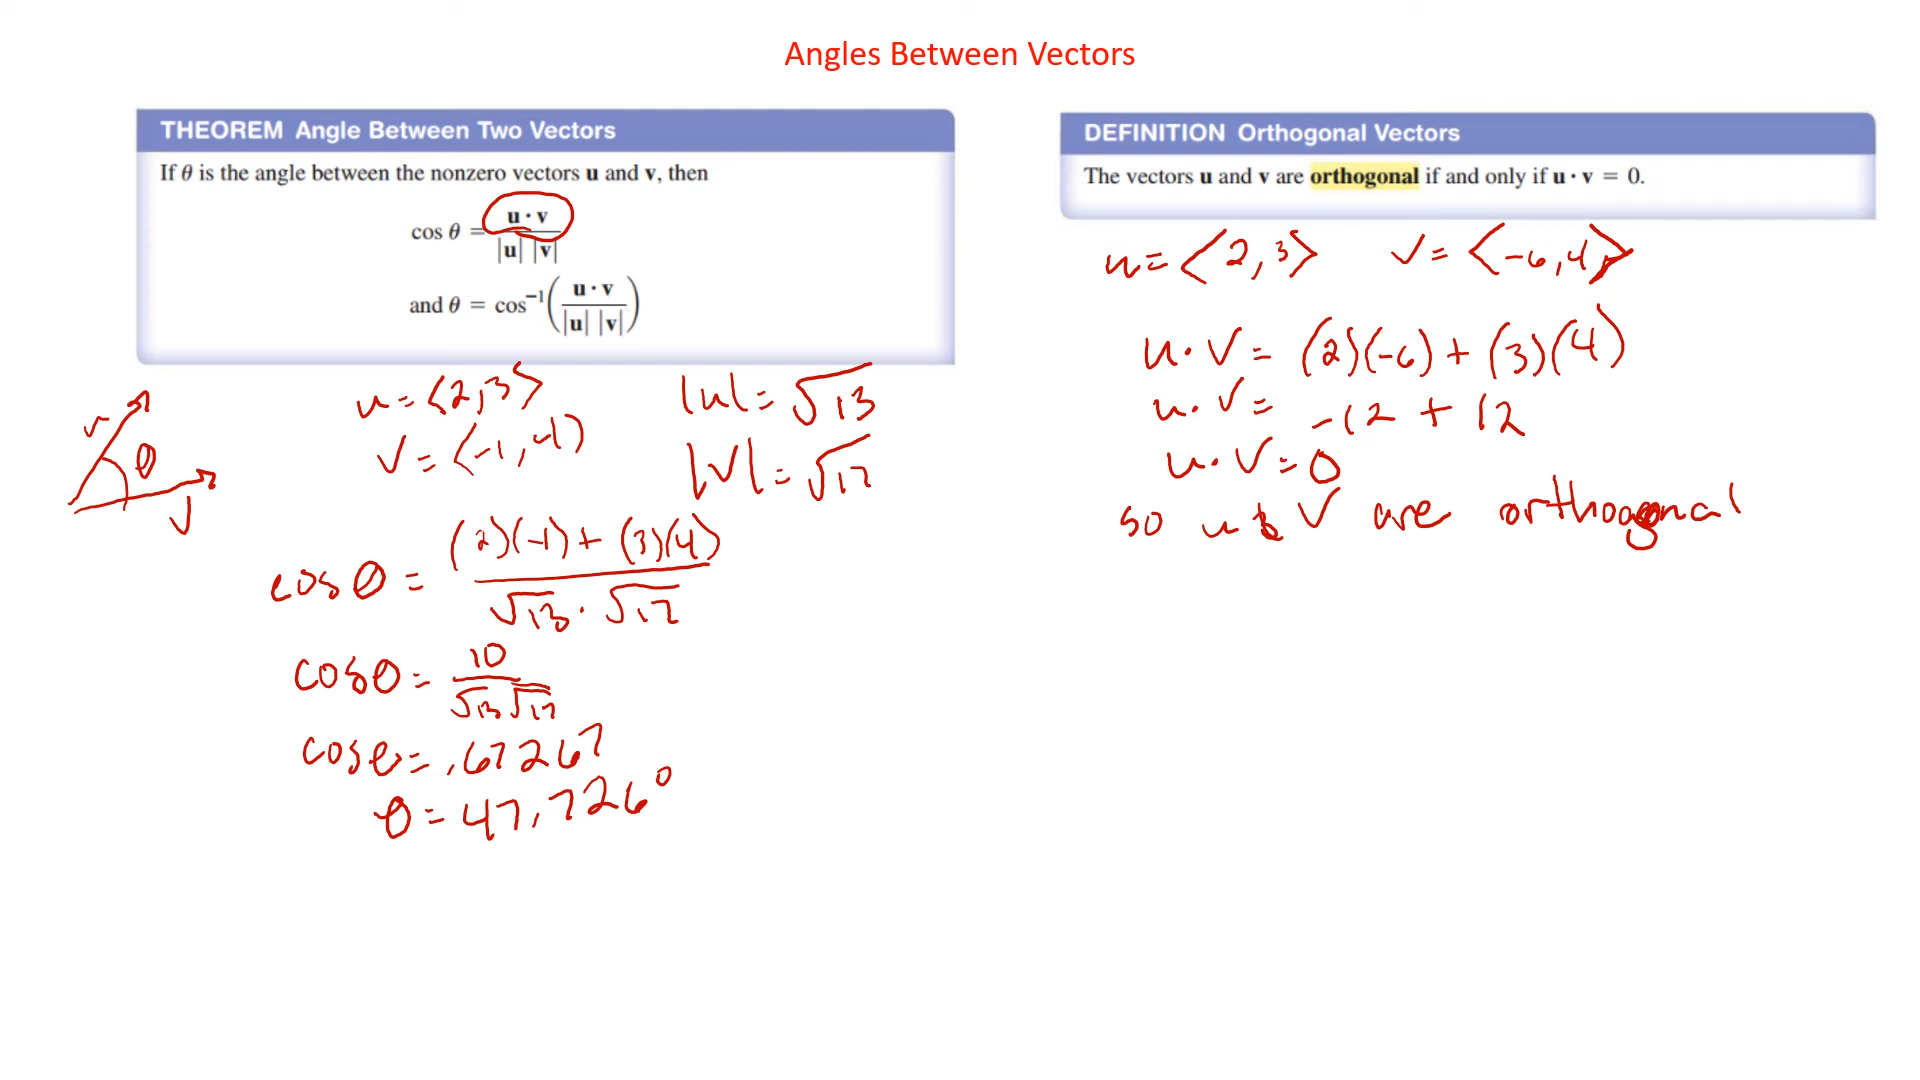 Angles Between Vectors
THEOREM Angle Between Two Vectors
If θ is the angle between the nonzero vectors u and v, then
cos θ = u · v / |u| |v|
and θ = cos⁻¹(u · v / |u| |v|)
u = ⟨2,3⟩
v = ⟨-1,4⟩
|u| = √13
|v| = √17
θ
v
cos θ = (2)(-1) + (3)(4) / √13 · √17
cos θ = 10 / √13 √17
cos θ = .67267
θ = 47.726°
DEFINITION Orthogonal Vectors
The vectors u and v are orthogonal if and only if u · v = 0.
u = ⟨2,3⟩ v = ⟨-6,4⟩
u · v = (2)(-6) + (3)(4)
u · v = -12 + 12
u · v = 0
so u & v are orthogonal